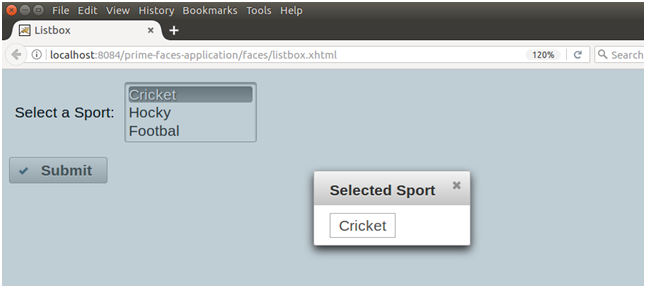 File Edit View History Bookmarks Tools Help
Listbox
localhost:8084/prime-faces-application/faces/listbox.xhtml 120% Search
Select a Sport:
Cricket
Hocky
Footbal
Submit
Selected Sport
Cricket